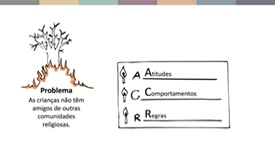 Problema
As crianças não têm
amigos de outras
comunidades
religiosas.
A Atitudes
C Comportamentos
R Regras